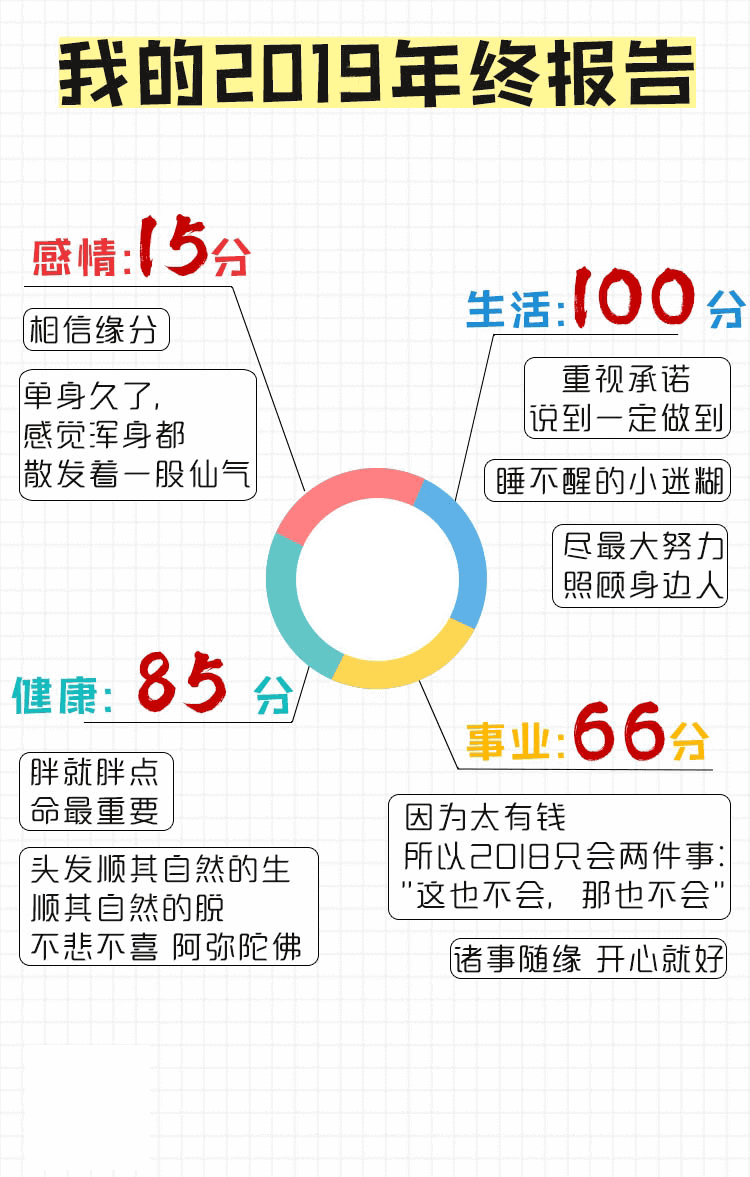 我的2019年终报告
感情:15分
相信缘分
单身久了,
感觉浑身都
散发着一股仙气
生活:100分
重视承诺
说到一定做到
睡不醒的小迷糊
尽最大努力
照顾身边人
健康: 85 分
胖就胖点
命最重要
头发顺其自然的生
顺其自然的脱
不悲不喜 阿弥陀佛
事业:66分
因为太有钱
所以2018只会两件事:
"这也不会, 那也不会"
诸事随缘 开心就好